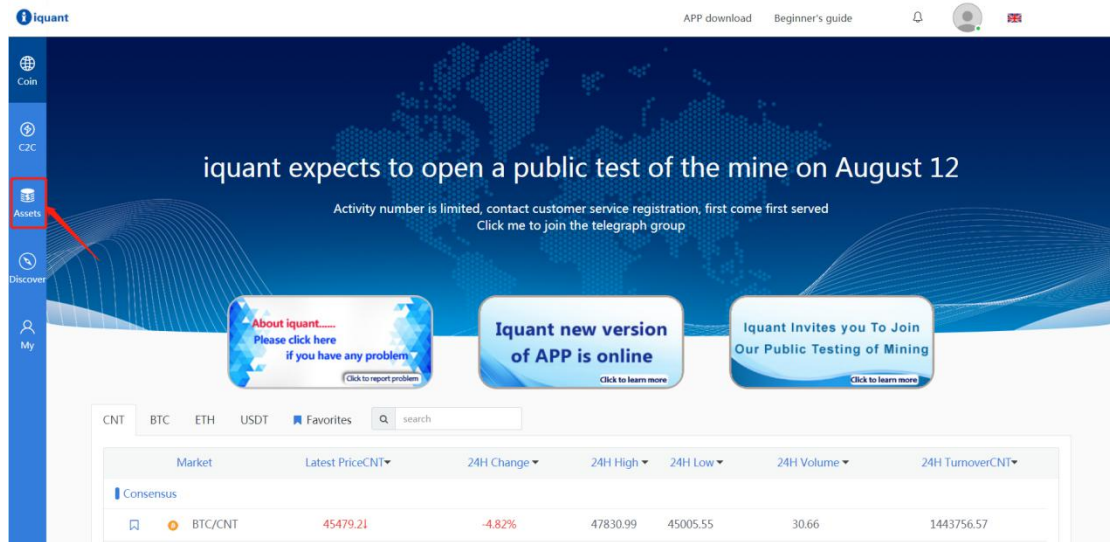 iquant
APP download Beginner's guide
Coin
C2C
Assets
Discover
My
iquant expects to open a public test of the mine on August 12
Activity number is limited, contact customer service registration, first come first served
Click me to join the telegraph group
About iquant......
Please click here
if you have any problem
Click to report problem
Iquant new version
of APP is online
Click to learn more
Iquant Invites you To Join
Our Public Testing of Mining
Click to learn more
CNT BTC ETH USDT Favorites search
Market Latest PriceCNT 24H Change 24H High 24H Low 24H Volume 24H TurnoverCNT
Consensus
BTC/CNT 45479.2↓ -4.82% 47830.99 45005.55 30.66 1443756.57